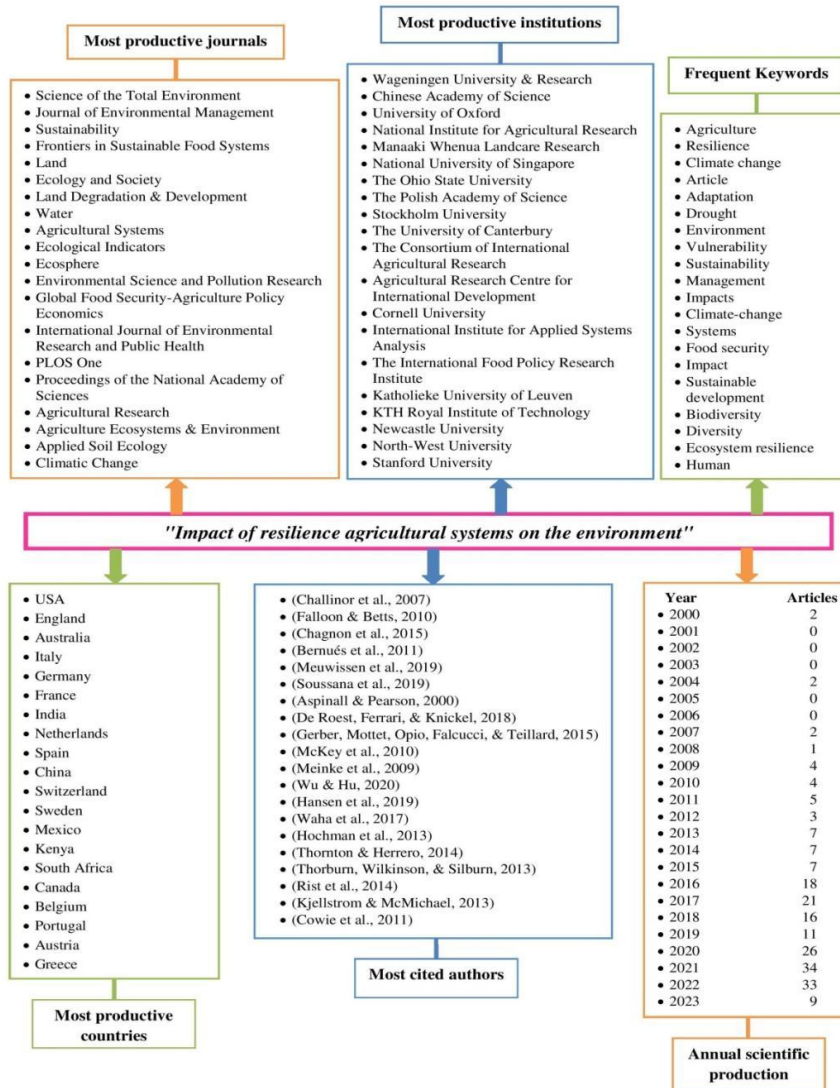 Most productive journals
• Science of the Total Environment
• Journal of Environmental Management
• Sustainability
• Frontiers in Sustainable Food Systems
• Land
• Ecology and Society
• Land Degradation & Development
• Water
• Agricultural Systems
• Ecological Indicators
• Ecosphere
• Environmental Science and Pollution Research
• Global Food Security-Agriculture Policy
Economics
• International Journal of Environmental
Research and Public Health
• PLOS One
• Proceedings of the National Academy of
Sciences
• Agricultural Research
• Agriculture Ecosystems & Environment
• Applied Soil Ecology
• Climatic Change
Most productive institutions
• Wageningen University & Research
• Chinese Academy of Science
• University of Oxford
• National Institute for Agricultural Research
• Manaaki Whenua Landcare Research
• National University of Singapore
• The Ohio State University
• The Polish Academy of Science
• Stockholm University
• The University of Canterbury
• The Consortium of International
Agricultural Research
• Agricultural Research Centre for
International Development
• Cornell University
• International Institute for Applied Systems
Analysis
• The International Food Policy Research
Institute
• Katholieke University of Leuven
• KTH Royal Institute of Technology
• Newcastle University
• North-West University
• Stanford University
Frequent Keywords
• Agriculture
• Resilience
• Climate change
• Article
• Adaptation
• Drought
• Environment
• Vulnerability
• Sustainability
• Management
• Impacts
• Climate-change
• Systems
• Food security
• Impact
• Sustainable
development
• Biodiversity
• Diversity
• Ecosystem resilience
• Human
"Impact of resilience agricultural systems on the environment"
• USA
• England
• Australia
• Italy
• Germany
• France
• India
• Netherlands
• Spain
• China
• Switzerland
• Sweden
• Mexico
• Kenya
• South Africa
• Canada
• Belgium
• Portugal
• Austria
• Greece
Most productive
countries
• (Challinor et al., 2007)
• (Falloon & Betts, 2010)
• (Chagnon et al., 2015)
• (Bernués et al., 2011)
• (Meuwissen et al., 2019)
• (Soussana et al., 2019)
• (Aspinall & Pearson, 2000)
• (De Roest, Ferrari, & Knickel, 2018)
• (Gerber, Mottet, Opio, Falcucci, & Teillard, 2015)
• (McKey et al., 2010)
• (Meinke et al., 2009)
• (Wu & Hu, 2020)
• (Hansen et al., 2019)
• (Waha et al., 2017)
• (Hochman et al., 2013)
• (Thornton & Herrero, 2014)
• (Thorburn, Wilkinson, & Silburn, 2013)
• (Rist et al., 2014)
• (Kjellstrom & McMichael, 2013)
• (Cowie et al., 2011)
Most cited authors
Year Articles
• 2000 2
• 2001 0
• 2002 0
• 2003 0
• 2004 2
• 2005 0
• 2006 0
• 2007 2
• 2008 1
• 2009 4
• 2010 4
• 2011 5
• 2012 3
• 2013 7
• 2014 7
• 2015 7
• 2016 18
• 2017 21
• 2018 16
• 2019 11
• 2020 26
• 2021 34
• 2022 33
• 2023 9
Annual scientific
production